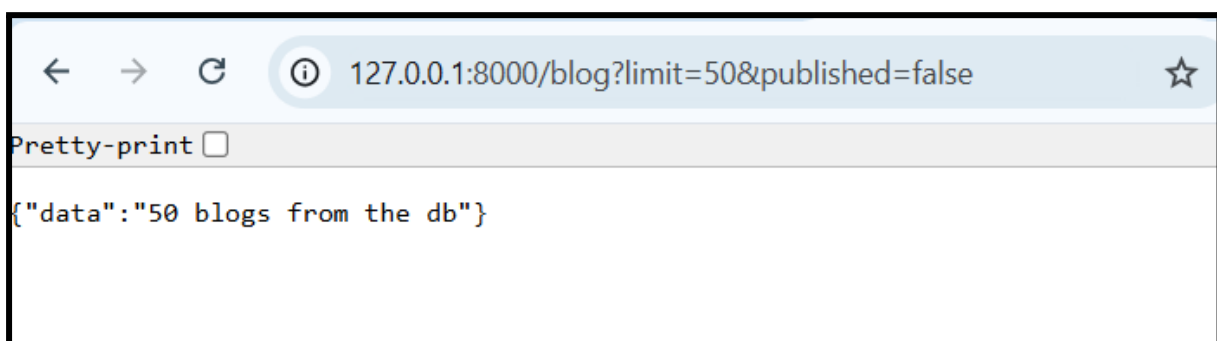 127.0.0.1:8000/blog?limit=50&published=false
Pretty-print
{"data":"50 blogs from the db"}